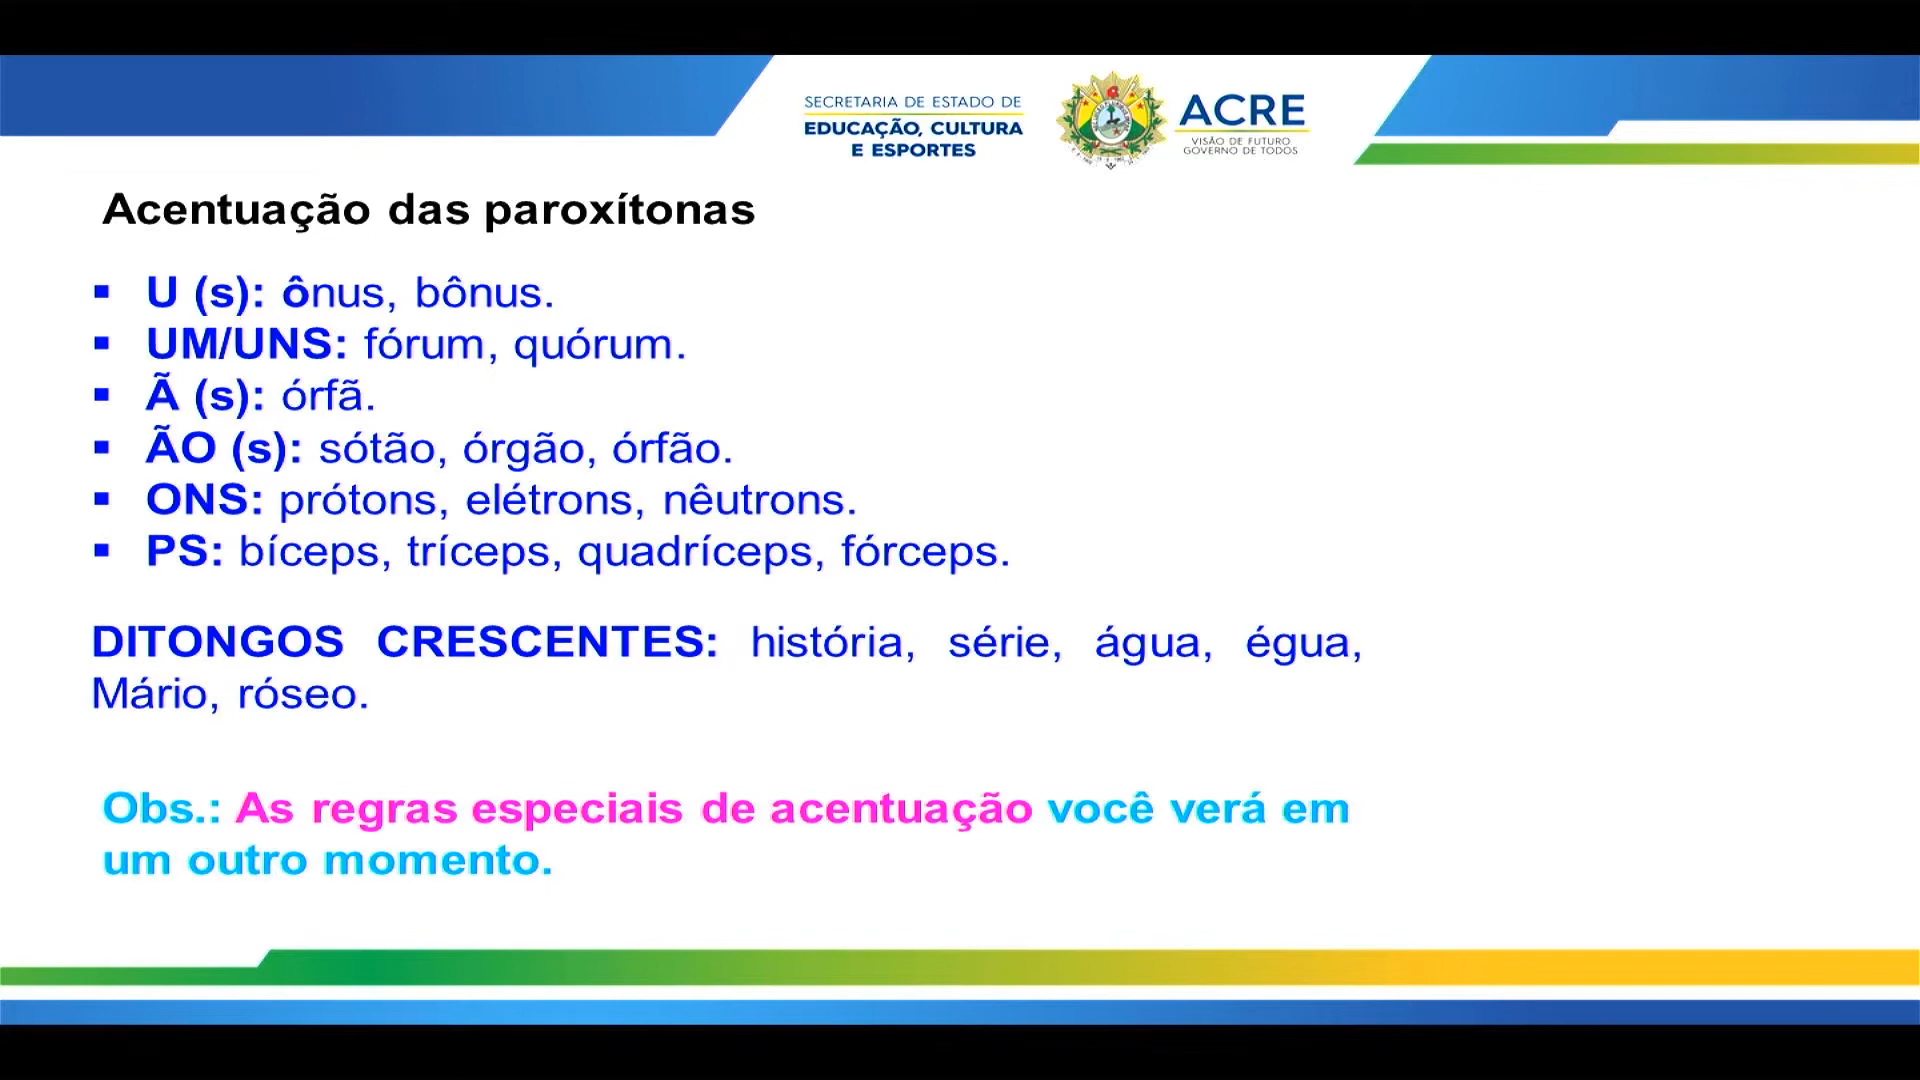 SECRETARIA DE ESTADO DE
EDUCAÇÃO, CULTURA
E ESPORTES
ACRE
VISÃO DE FUTURO
GOVERNO DE TODOS
Acentuação das paroxítonas
▪ U (s): ônus, bônus.
▪ UM/UNS: fórum, quórum.
▪ Ã (s): órfã.
▪ ÃO (s): sótão, órgão, órfão.
▪ ONS: prótons, elétrons, nêutrons.
▪ PS: bíceps, tríceps, quadríceps, fórceps.
DITONGOS CRESCENTES: história, série, água, égua,
Mário, róseo.
Obs.: As regras especiais de acentuação você verá em
um outro momento.